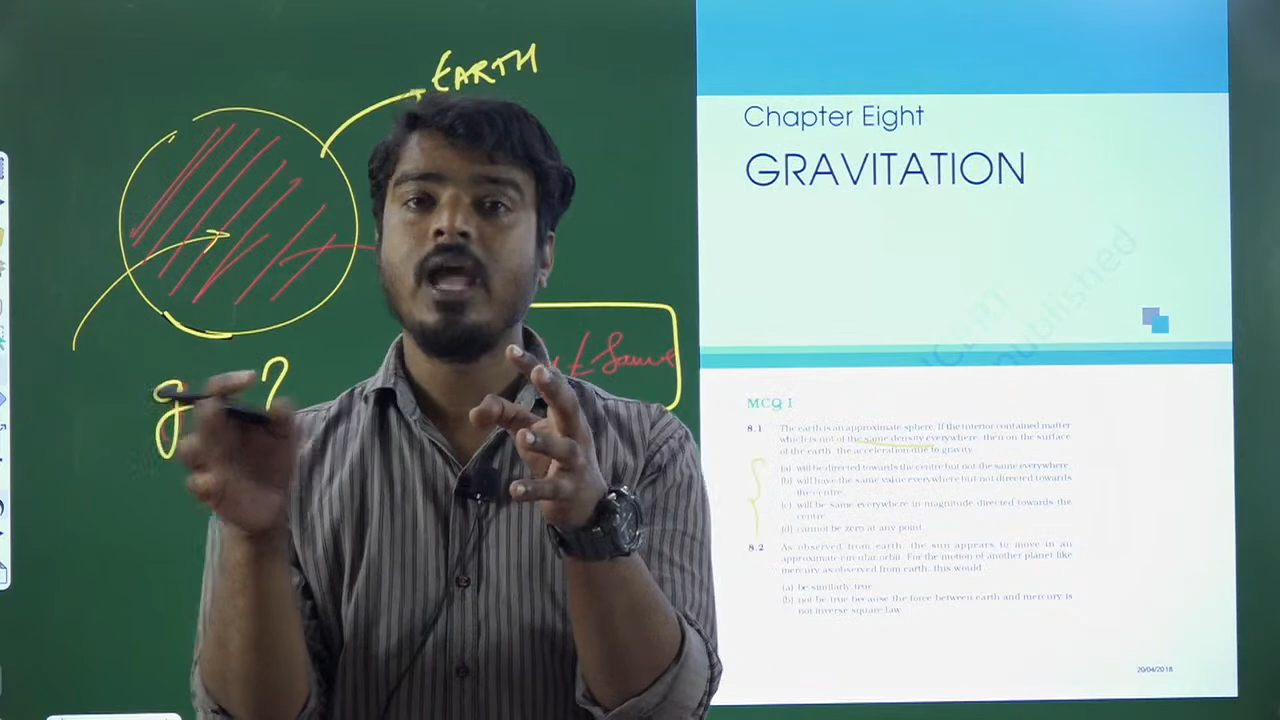 EARTH
g ?
Same
Chapter Eight
GRAVITATION
MCQ I
8.1 The earth is an approximate sphere. If the interior contained matter
which is not of the same density everywhere, then on the surface
of the earth, the acceleration due to gravity
(a) will be directed towards the centre but not the same everywhere.
(b) will have the same value everywhere but not directed towards
the centre.
(c) will be same everywhere in magnitude directed towards the
centre.
(d) cannot be zero at any point.
8.2 As observed from earth, the sun appears to move in an
approximate circular orbit. For the motion of another planet like
mercury as observed from earth, this would
(a) be similarly true.
(b) not be true because the force between earth and mercury is
not inverse square law.
20/04/2018